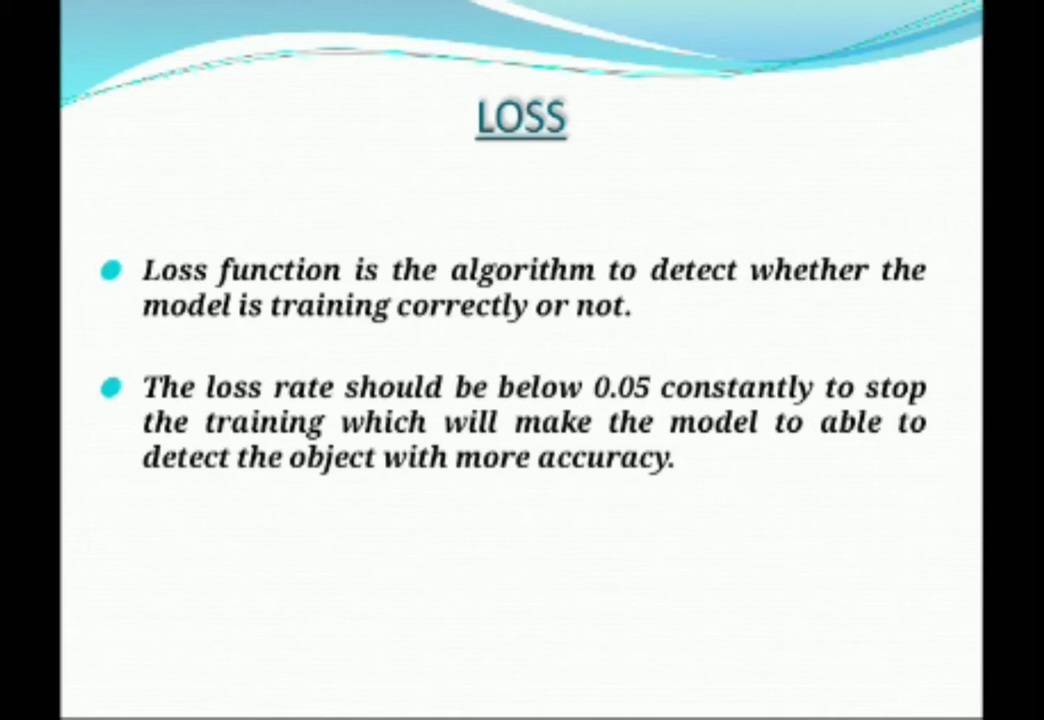 LOSS
Loss function is the algorithm to detect whether the
model is training correctly or not.
The loss rate should be below 0.05 constantly to stop
the training which will make the model to able to
detect the object with more accuracy.